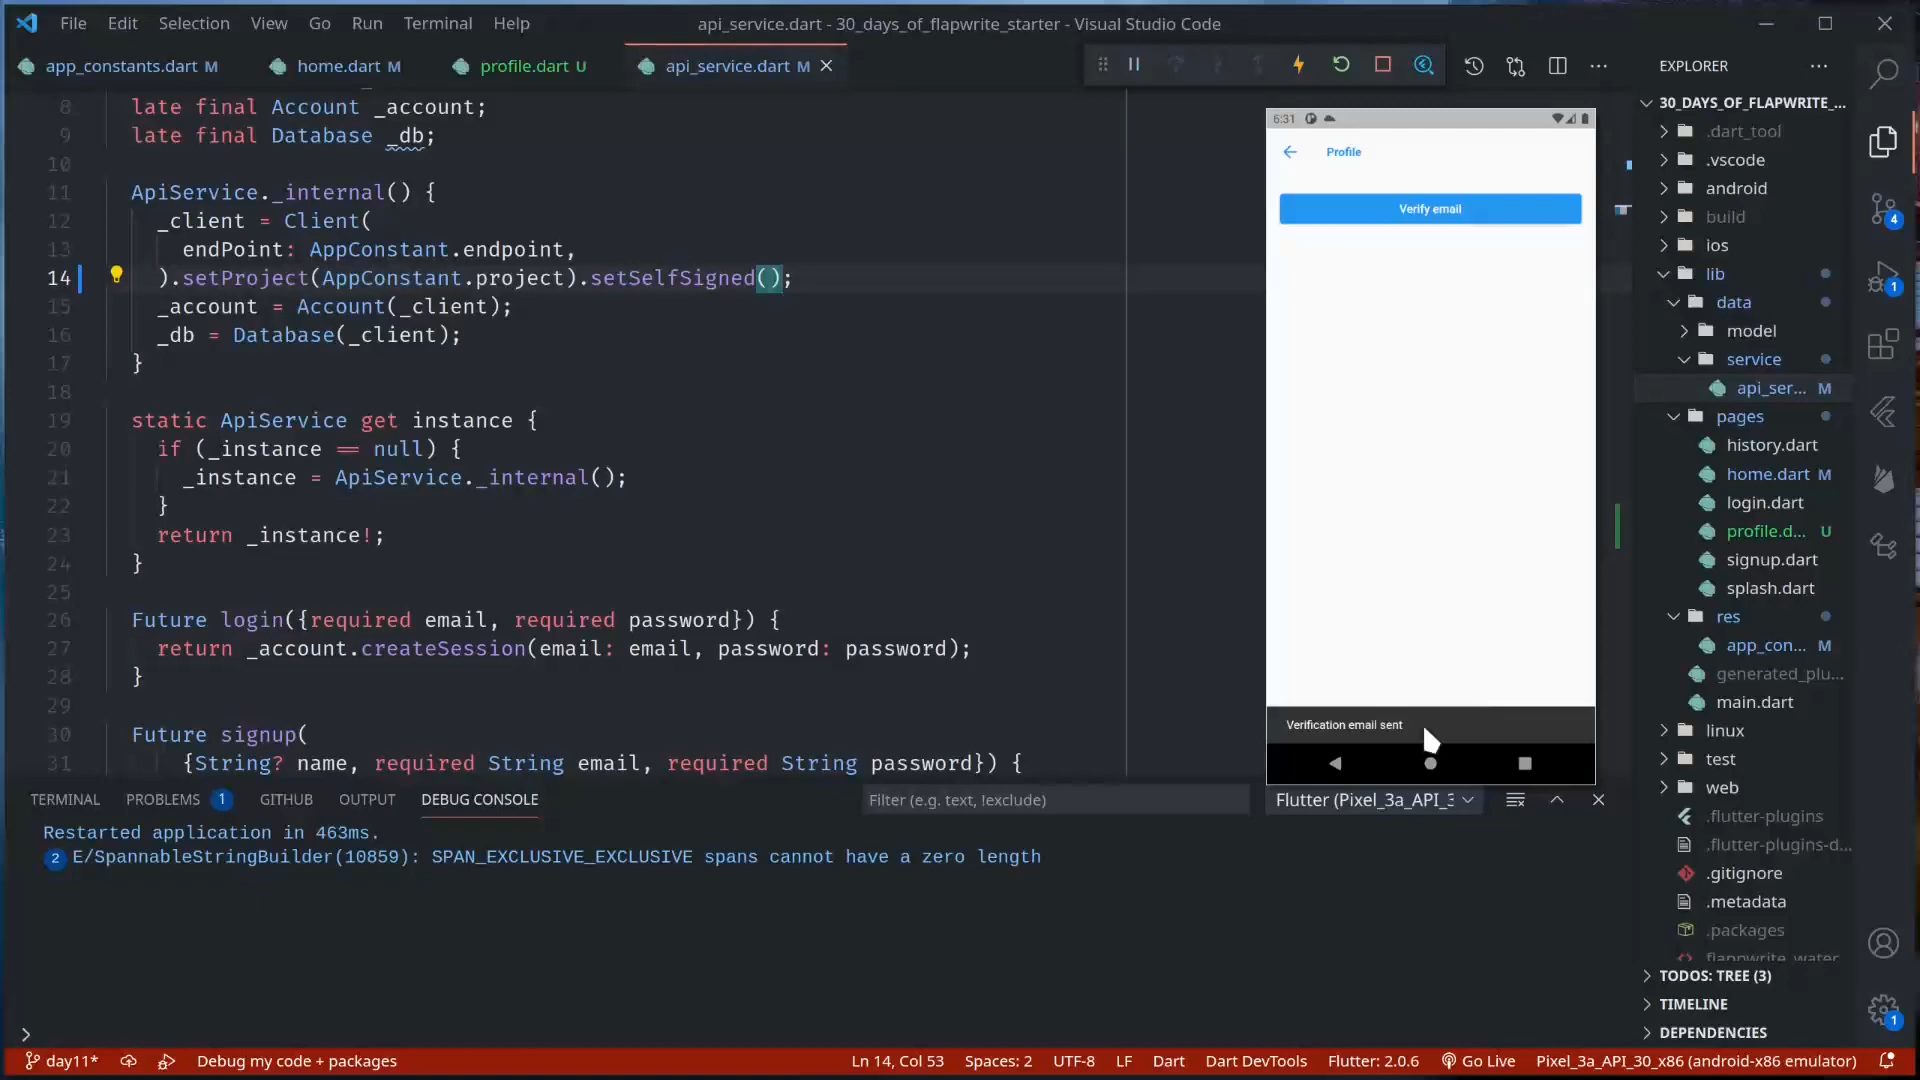 File Edit Selection View Go Run Terminal Help
api_service.dart - 30_days_of_flapwrite_starter - Visual Studio Code
app_constants.dart M
home.dart M
profile.dart U
api_service.dart M
8 late final Account _account;
9 late final Database _db;
10
11 ApiService._internal() {
12 _client = Client(
13 endPoint: AppConstant.endpoint,
14 ).setProject(AppConstant.project).setSelfSigned();
15 _account = Account(_client);
16 _db = Database(_client);
17 }
18
19 static ApiService get instance {
20 if (_instance == null) {
21 _instance = ApiService._internal();
22 }
23 return _instance!;
24 }
25
26 Future login({required email, required password}) {
27 return _account.createSession(email: email, password: password);
28 }
29
30 Future signup(
31 {String? name, required String email, required String password}) {
6:31
Profile
Verify email
Verification email sent
EXPLORER
30_DAYS_OF_FLAPWRITE_...
.dart_tool
.vscode
android
build
ios
lib
data
model
service
api_ser... M
pages
history.dart
home.dart M
login.dart
profile.d... U
signup.dart
splash.dart
res
app_con... M
generated_plu...
main.dart
linux
test
web
.flutter-plugins
.flutter-plugins-d...
.gitignore
.metadata
.packages
TODOS: TREE (3)
TIMELINE
DEPENDENCIES
4
1
1
TERMINAL PROBLEMS 1 GITHUB OUTPUT DEBUG CONSOLE
Filter (e.g. text, !exclude)
Flutter (Pixel_3a_API_3
Restarted application in 463ms.
2 E/SpannableStringBuilder(10859): SPAN_EXCLUSIVE_EXCLUSIVE spans cannot have a zero length
day11* Debug my code + packages Ln 14, Col 53 Spaces: 2 UTF-8 LF Dart Dart DevTools Flutter: 2.0.6 Go Live Pixel_3a_API_30_x86 (android-x86 emulator)